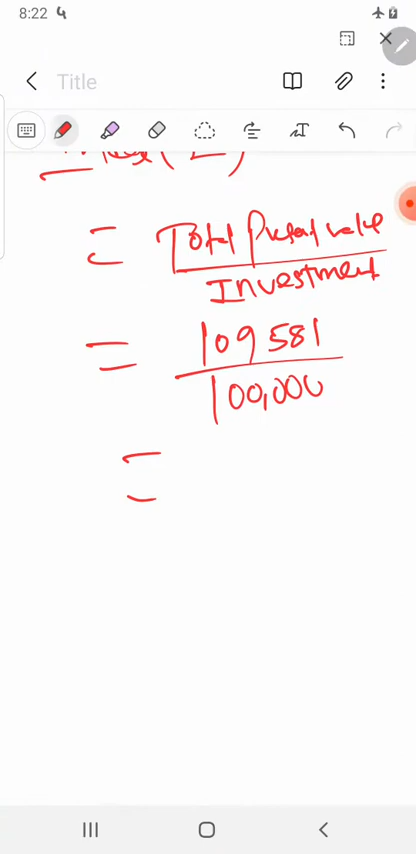 8:22
Title
= Total Present value
Investment
= 109581
100,000
=